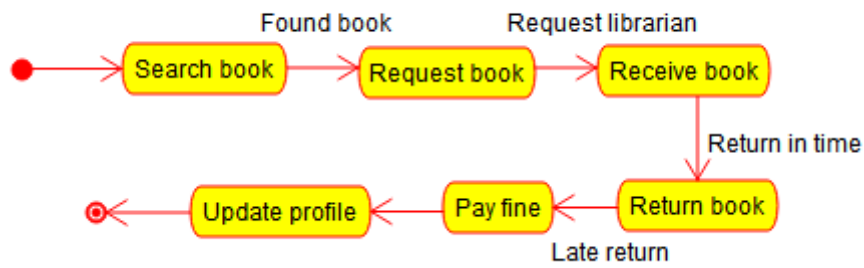 Found book
Request librarian
Search book
Request book
Receive book
Return in time
Update profile
Pay fine
Return book
Late return